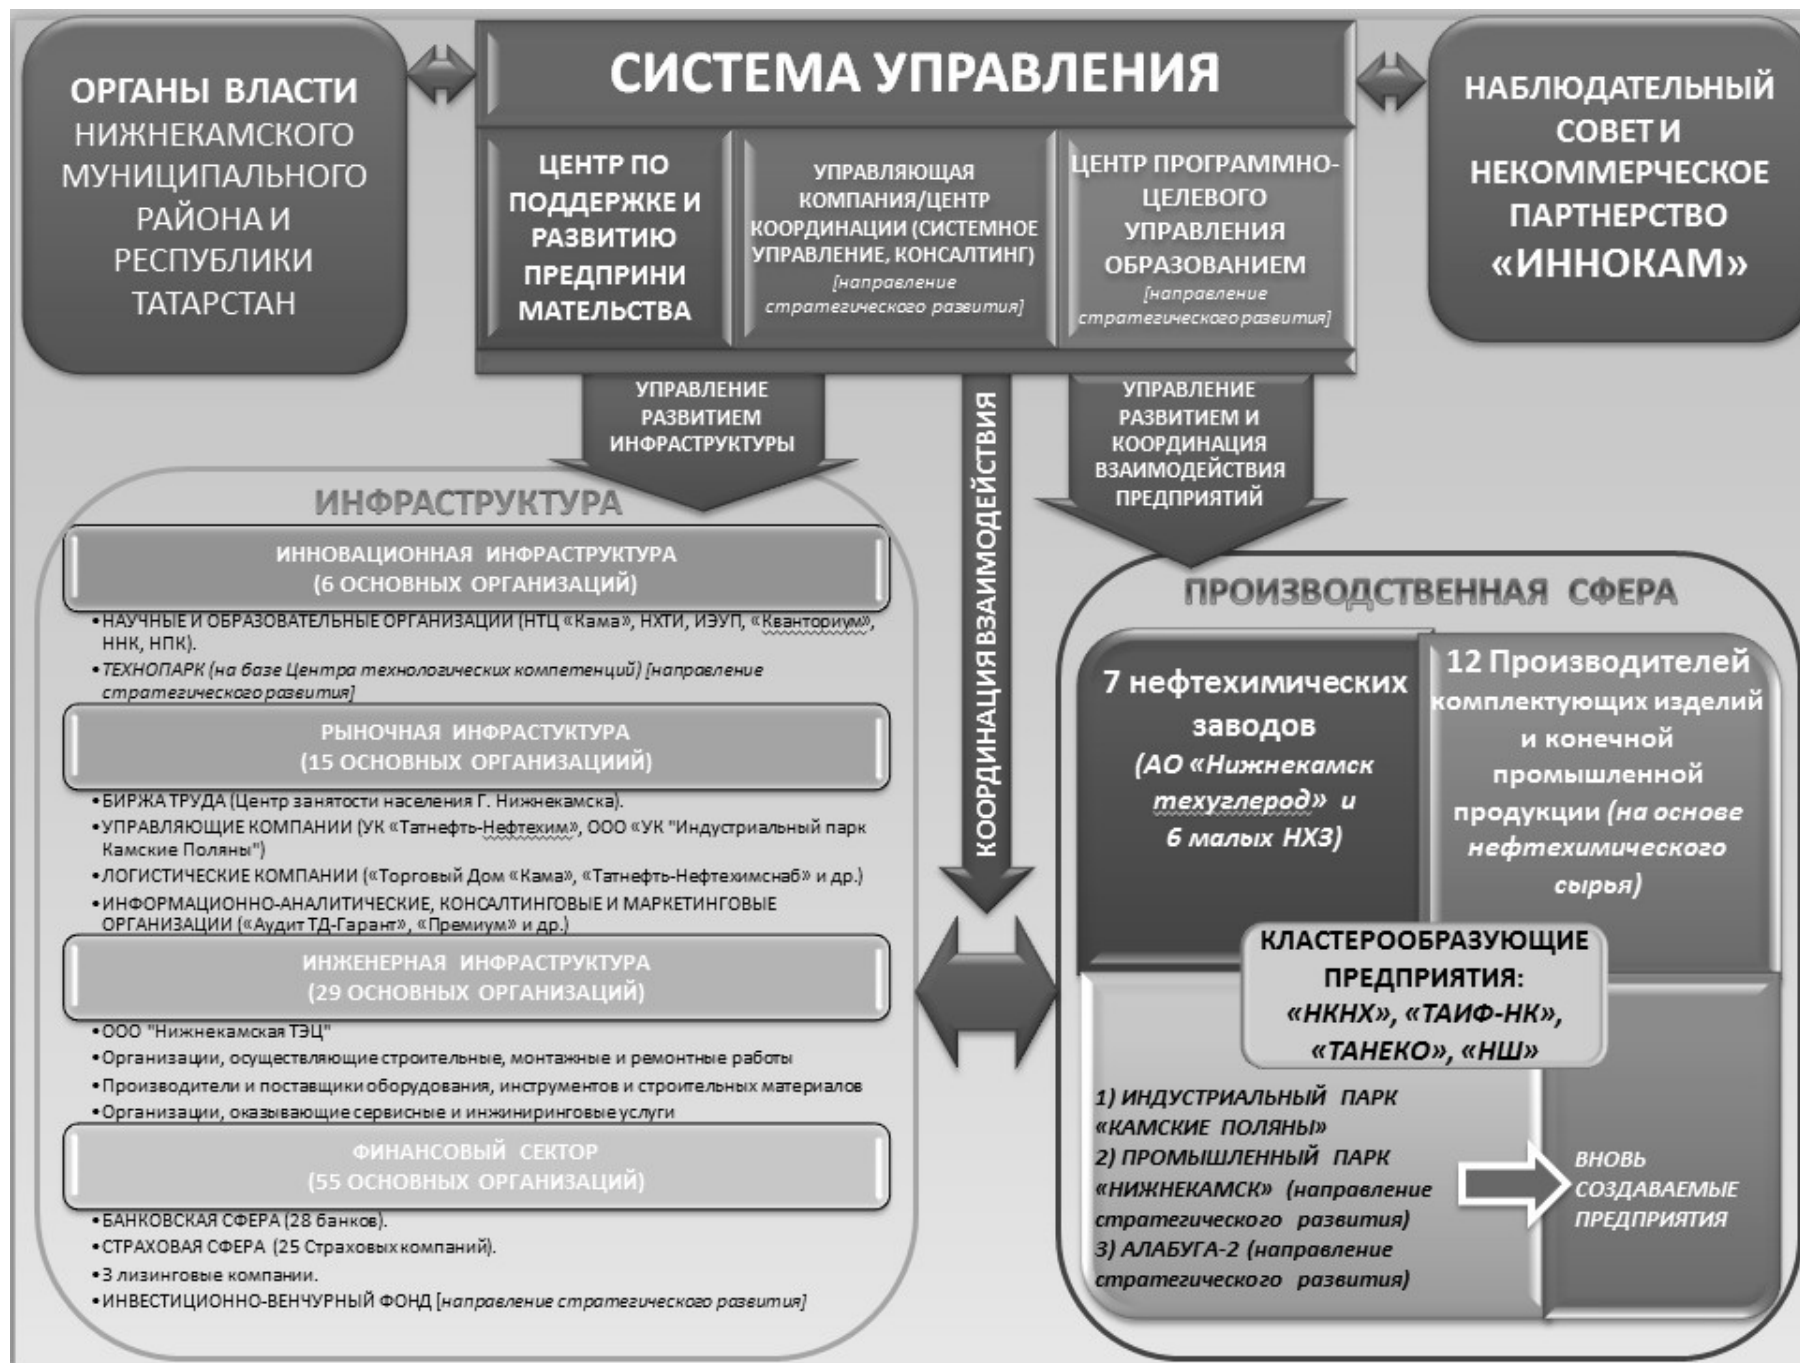 ОРГАНЫ ВЛАСТИ
НИЖНЕКАМСКОГО
МУНИЦИПАЛЬНОГО
РАЙОНА И
РЕСПУБЛИКИ
ТАТАРСТАН
СИСТЕМА УПРАВЛЕНИЯ
ЦЕНТР ПО
ПОДДЕРЖКЕ И
РАЗВИТИЮ
ПРЕДПРИНИ
МАТЕЛЬСТВА
УПРАВЛЯЮЩАЯ
КОМПАНИЯ/ЦЕНТР
КООРДИНАЦИИ (СИСТЕМНОЕ
УПРАВЛЕНИЕ, КОНСАЛТИНГ)
[направление
стратегического развития]
ЦЕНТР ПРОГРАММНО-
ЦЕЛЕВОГО
УПРАВЛЕНИЯ
ОБРАЗОВАНИЕМ
[направление
стратегического развития]
НАБЛЮДАТЕЛЬНЫЙ
СОВЕТ И
НЕКОММЕРЧЕСКОЕ
ПАРТНЕРСТВО
«ИННОКАМ»
УПРАВЛЕНИЕ
РАЗВИТИЕМ
ИНФРАСТРУКТУРЫ
КООРДИНАЦИЯ ВЗАИМОДЕЙСТВИЯ
УПРАВЛЕНИЕ
РАЗВИТИЕМ И
КООРДИНАЦИЯ
ВЗАИМОДЕЙСТВИЯ
ПРЕДПРИЯТИЙ
ИНФРАСТРУКТУРА
ИННОВАЦИОННАЯ ИНФРАСТРУКТУРА
(6 ОСНОВНЫХ ОРГАНИЗАЦИЙ)
•НАУЧНЫЕ И ОБРАЗОВАТЕЛЬНЫЕ ОРГАНИЗАЦИИ (НТЦ «Кама», НХТИ, ИЭУП, «Кванториум»,
ННК, НПК).
•ТЕХНОПАРК (на базе Центра технологических компетенций) [направление
стратегического развития]
РЫНОЧНАЯ ИНФРАСТУКТУРА
(15 ОСНОВНЫХ ОРГАНИЗАЦИИЙ)
•БИРЖА ТРУДА (Центр занятости населения Г. Нижнекамска).
•УПРАВЛЯЮЩИЕ КОМПАНИИ (УК «Татнефть-Нефтехим», ООО «УК "Индустриальный парк
Камские Поляны")
•ЛОГИСТИЧЕСКИЕ КОМПАНИИ («Торговый Дом «Кама», «Татнефть-Нефтехимснаб» и др.)
•ИНФОРМАЦИОННО-АНАЛИТИЧЕСКИЕ, КОНСАЛТИНГОВЫЕ И МАРКЕТИНГОВЫЕ
ОРГАНИЗАЦИИ («Аудит ТД-Гарант», «Премиум» и др.)
ИНЖЕНЕРНАЯ ИНФРАСТРУКТУРА
(29 ОСНОВНЫХ ОРГАНИЗАЦИЙ)
•ООО "Нижнекамская ТЭЦ"
•Организации, осуществляющие строительные, монтажные и ремонтные работы
•Производители и поставщики оборудования, инструментов и строительных материалов
•Организации, оказывающие сервисные и инжиниринговые услуги
ФИНАНСОВЫЙ СЕКТОР
(55 ОСНОВНЫХ ОРГАНИЗАЦИЙ)
•БАНКОВСКАЯ СФЕРА (28 банков).
•СТРАХОВАЯ СФЕРА (25 Страховых компаний).
•3 лизинговые компании.
•ИНВЕСТИЦИОННО-ВЕНЧУРНЫЙ ФОНД [направление стратегического развития]
ПРОИЗВОДСТВЕННАЯ СФЕРА
7 нефтехимических
заводов
(АО «Нижнекамск
техуглерод» и
6 малых НХЗ)
12 Производителей
комплектующих изделий
и конечной
промышленной
продукции (на основе
нефтехимического
сырья)
КЛАСТЕРООБРАЗУЮЩИЕ
ПРЕДПРИЯТИЯ:
«НКНХ», «ТАИФ-НК»,
«ТАНЕКО», «НШ»
1) ИНДУСТРИАЛЬНЫЙ ПАРК
«КАМСКИЕ ПОЛЯНЫ»
2) ПРОМЫШЛЕННЫЙ ПАРК
«НИЖНЕКАМСК» (направление
стратегического развития)
3) АЛАБУГА-2 (направление
стратегического развития)
ВНОВЬ
СОЗДАВАЕМЫЕ
ПРЕДПРИЯТИЯ